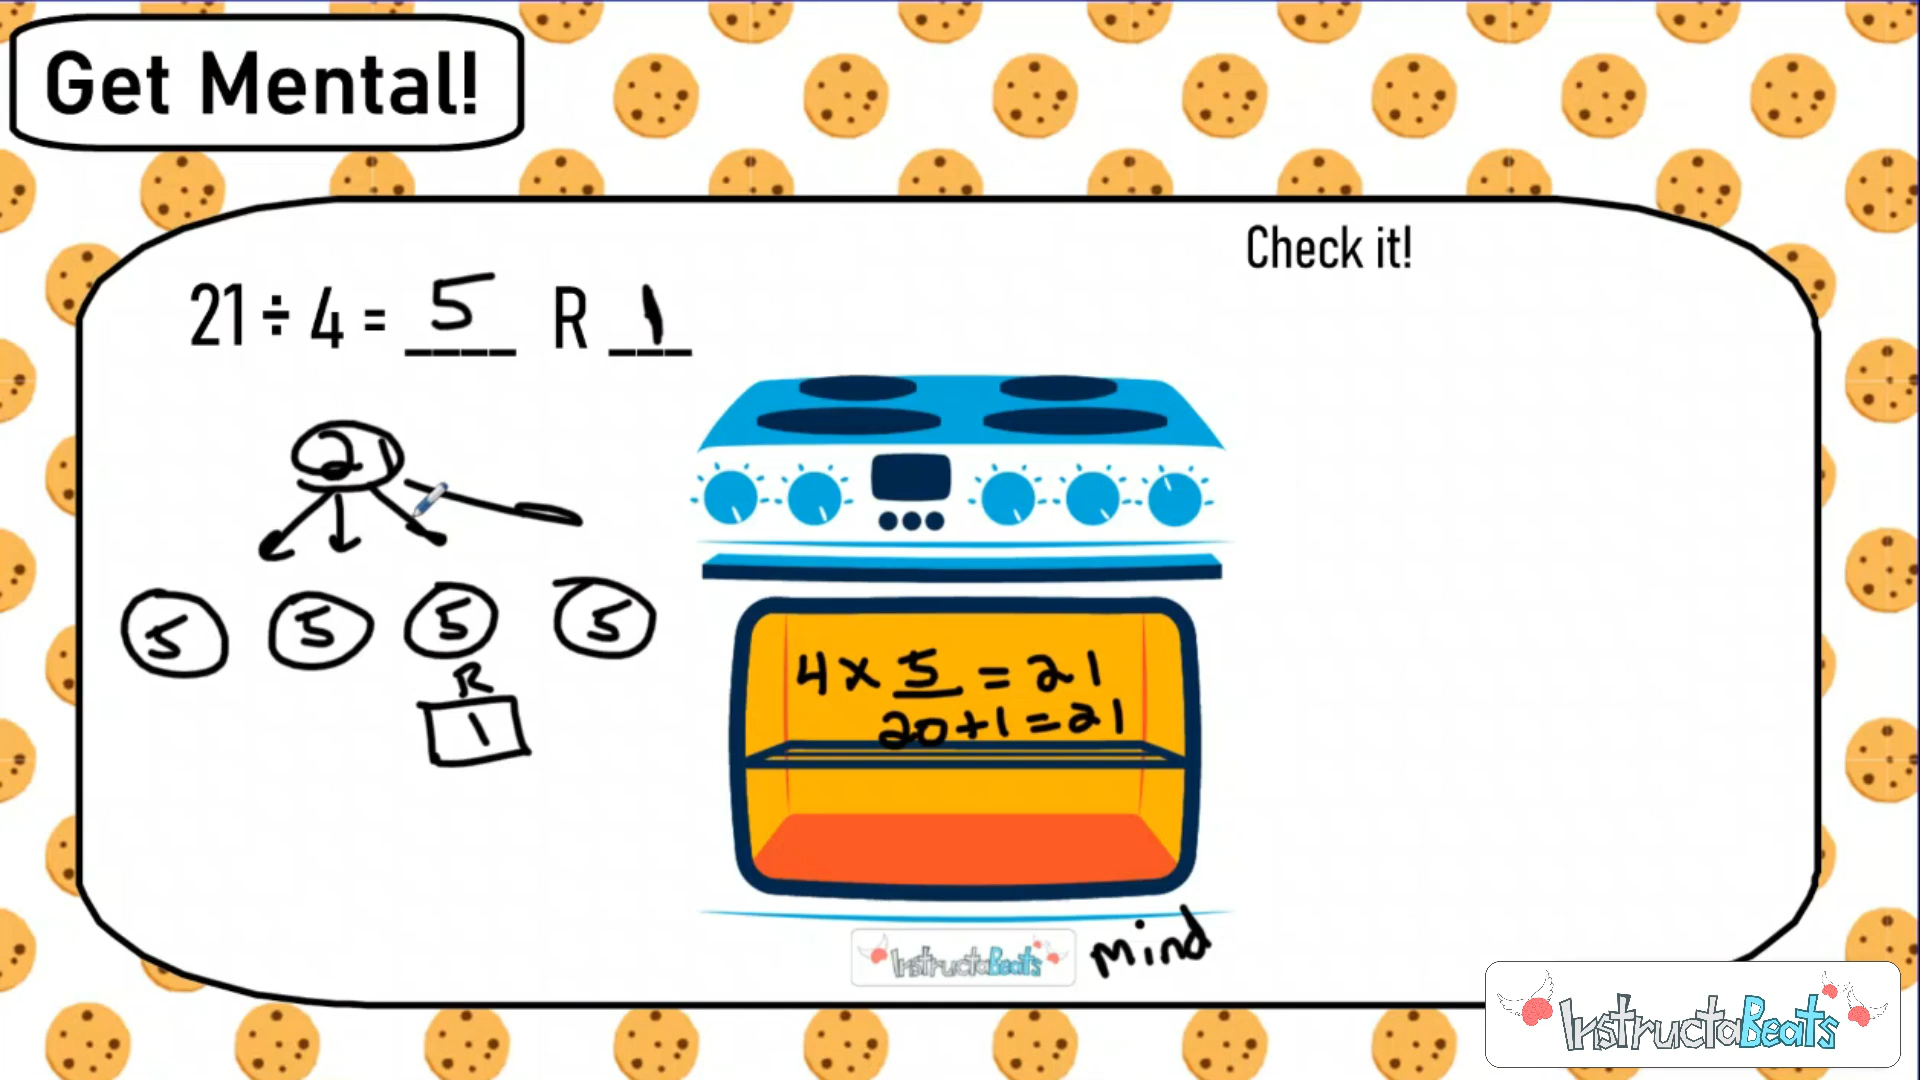 Get Mental!
Check it!
21 ÷ 4 = 5 R 1
21
5 5 5 5
R
1
4 x 5 = 21
20 + 1 = 21
mind
InstructaBeats
InstructaBeats